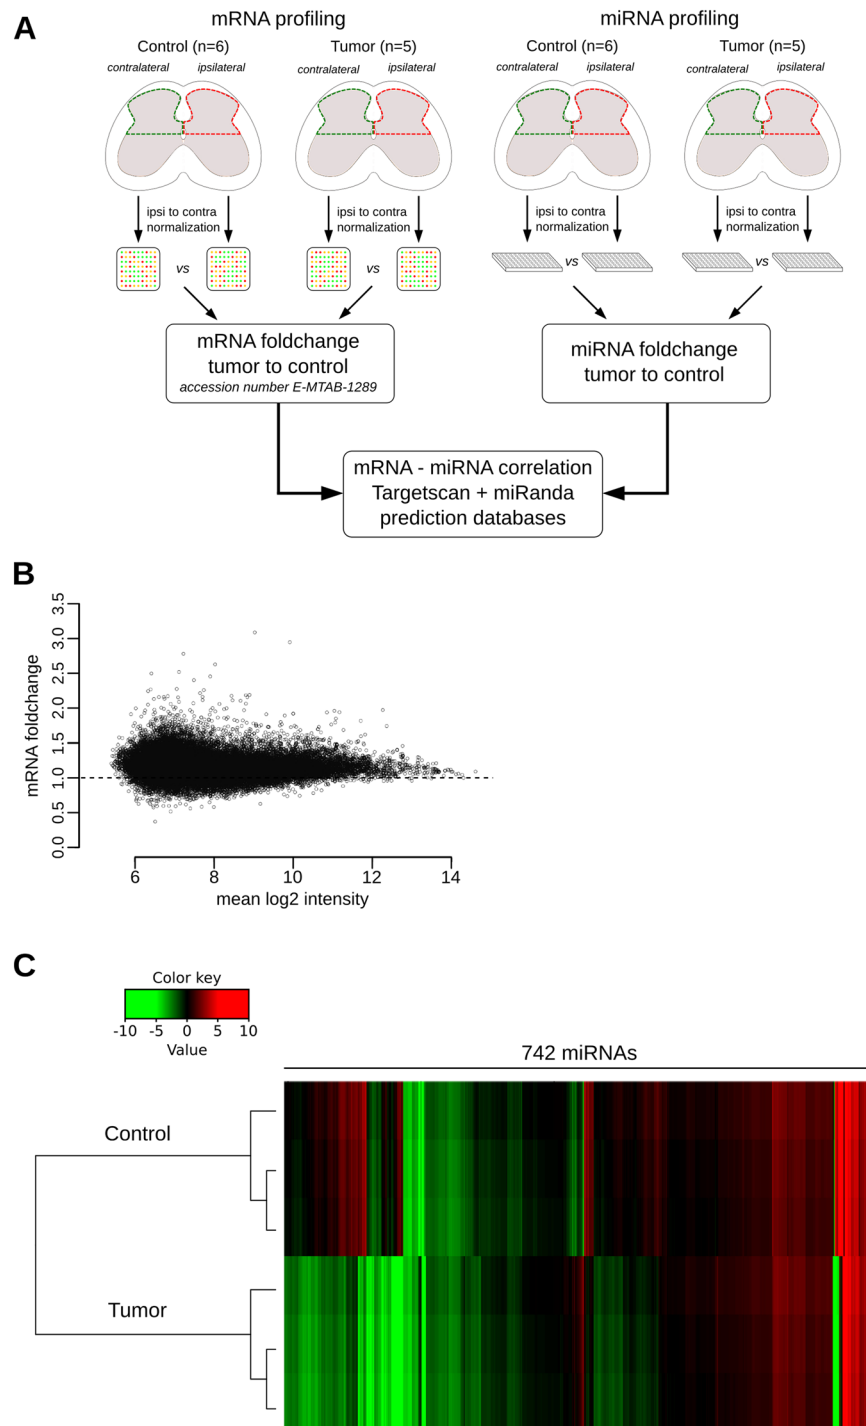 A
mRNA profiling
miRNA profiling
Control (n=6)
Tumor (n=5)
Control (n=6)
Tumor (n=5)
contralateral
ipsilateral
contralateral
ipsilateral
contralateral
ipsilateral
contralateral
ipsilateral
ipsi to contra
normalization
ipsi to contra
normalization
ipsi to contra
normalization
ipsi to contra
normalization
vs
vs
vs
vs
mRNA foldchange
tumor to control
accession number E-MTAB-1289
miRNA foldchange
tumor to control
mRNA - miRNA correlation
Targetscan + miRanda
prediction databases
B
mRNA foldchange
3.5
3.0
2.5
2.0
1.5
1.0
0.5
0.0
6 8 10 12 14
mean log2 intensity
C
Color key
-10 -5 0 5 10
Value
742 miRNAs
Control
Tumor